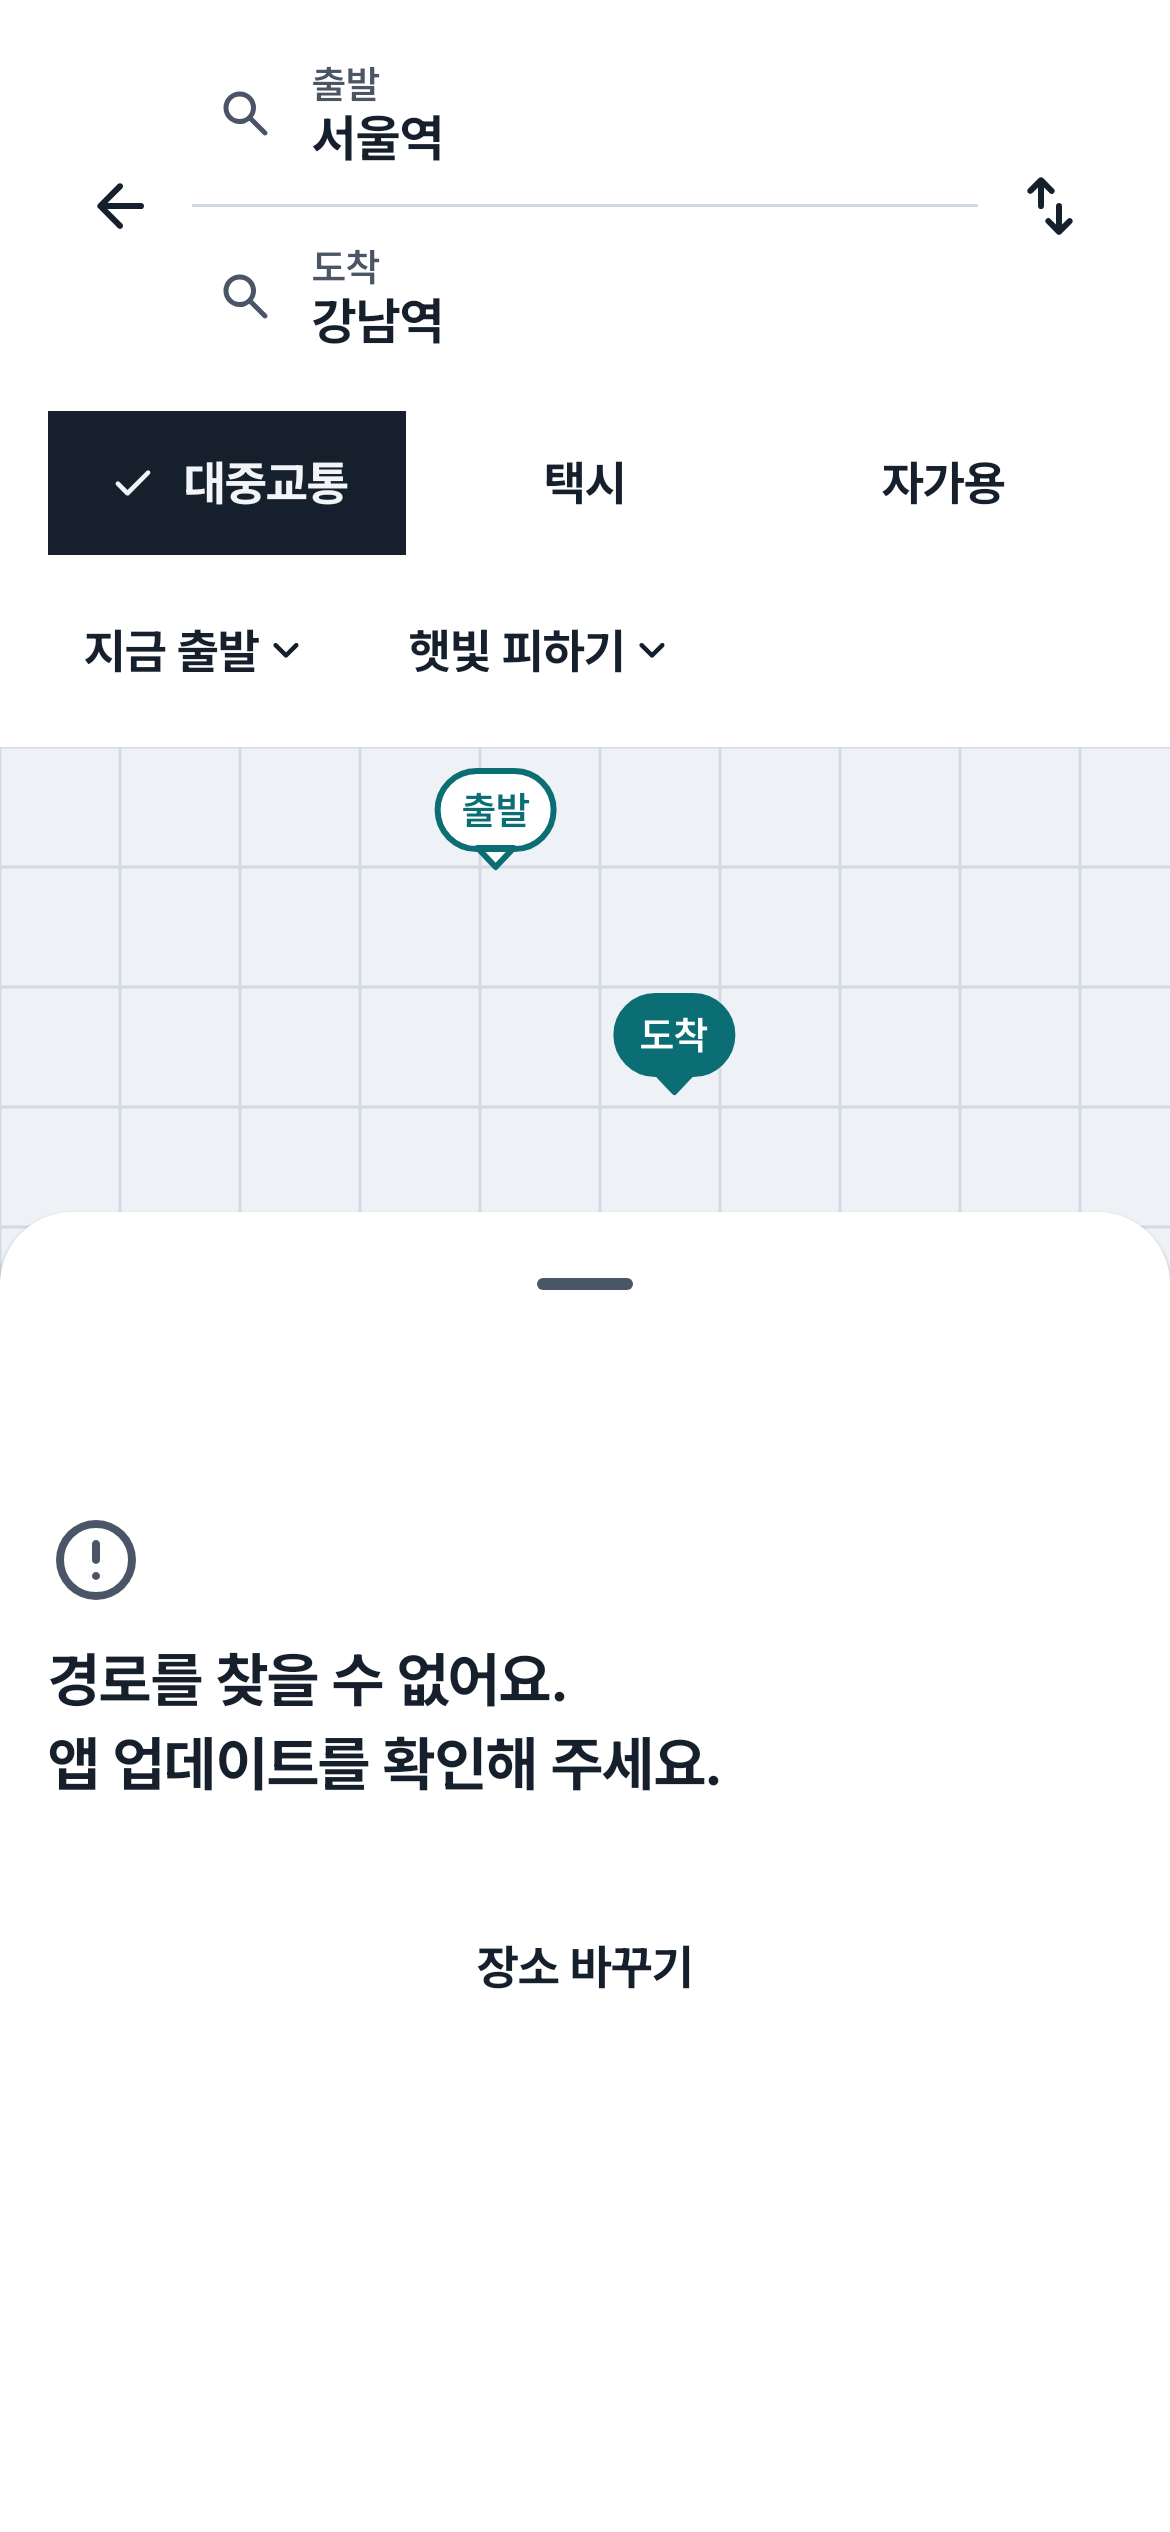 출발
서울역
도착
강남역
대중교통
택시
자가용
지금 출발
햇빛 피하기
출발
도착
경로를 찾을 수 없어요.
앱 업데이트를 확인해 주세요.
장소 바꾸기